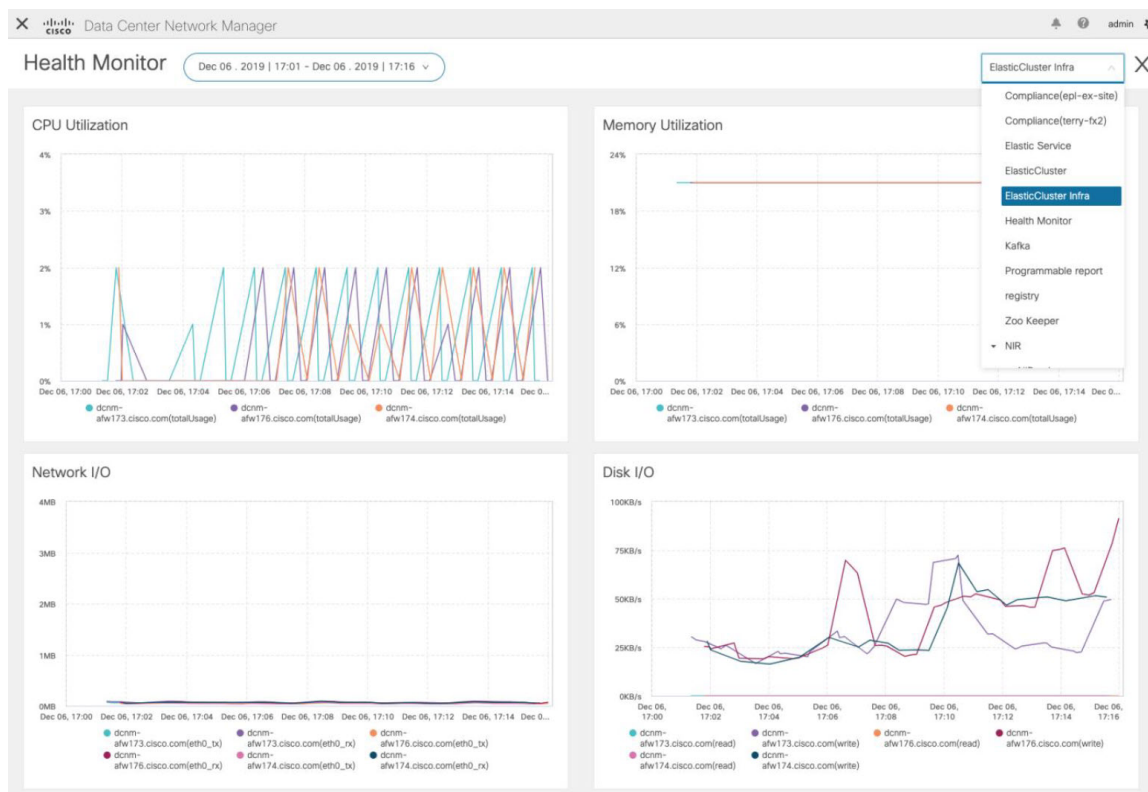 CISCO Data Center Network Manager admin
Health Monitor Dec 06 . 2019 | 17:01 - Dec 06 . 2019 | 17:16 ElasticCluster Infra
Compliance(epl-ex-site)
Compliance(terry-fx2)
Elastic Service
ElasticCluster
ElasticCluster Infra
Health Monitor
Kafka
Programmable report
registry
Zoo Keeper
NIR
CPU Utilization
4%
3%
2%
1%
0%
Dec 06, 17:00 Dec 06, 17:02 Dec 06, 17:04 Dec 06, 17:06 Dec 06, 17:08 Dec 06, 17:10 Dec 06, 17:12 Dec 06, 17:14 Dec 0...
dcnm- dcnm- dcnm-
afw173.cisco.com(totalUsage) afw176.cisco.com(totalUsage) afw174.cisco.com(totalUsage)
Memory Utilization
24%
18%
12%
6%
0%
Dec 06, 17:00 Dec 06, 17:02 Dec 06, 17:04 Dec 06, 17:06 Dec 06, 17:08 Dec 06, 17:10 Dec 06, 17:12 Dec 06, 17:14 Dec 0...
dcnm- dcnm- dcnm-
afw173.cisco.com(totalUsage) afw176.cisco.com(totalUsage) afw174.cisco.com(totalUsage)
Network I/O
4MB
3MB
2MB
1MB
0MB
Dec 06, 17:00 Dec 06, 17:02 Dec 06, 17:04 Dec 06, 17:06 Dec 06, 17:08 Dec 06, 17:10 Dec 06, 17:12 Dec 06, 17:14 Dec 0...
dcnm- dcnm- dcnm-
afw173.cisco.com(eth0_tx) afw173.cisco.com(eth0_rx) afw176.cisco.com(eth0_tx)
dcnm- dcnm- dcnm-
afw176.cisco.com(eth0_rx) afw174.cisco.com(eth0_tx) afw174.cisco.com(eth0_rx)
Disk I/O
100KB/s
75KB/s
50KB/s
25KB/s
0KB/s
Dec 06, Dec 06, Dec 06, Dec 06, Dec 06, Dec 06, Dec 06, Dec 06, Dec 06,
17:00 17:02 17:04 17:06 17:08 17:10 17:12 17:14 17:16
dcnm- dcnm- dcnm- dcnm-
afw173.cisco.com(read) afw173.cisco.com(write) afw176.cisco.com(read) afw176.cisco.com(write)
dcnm- dcnm-
afw174.cisco.com(read) afw174.cisco.com(write)